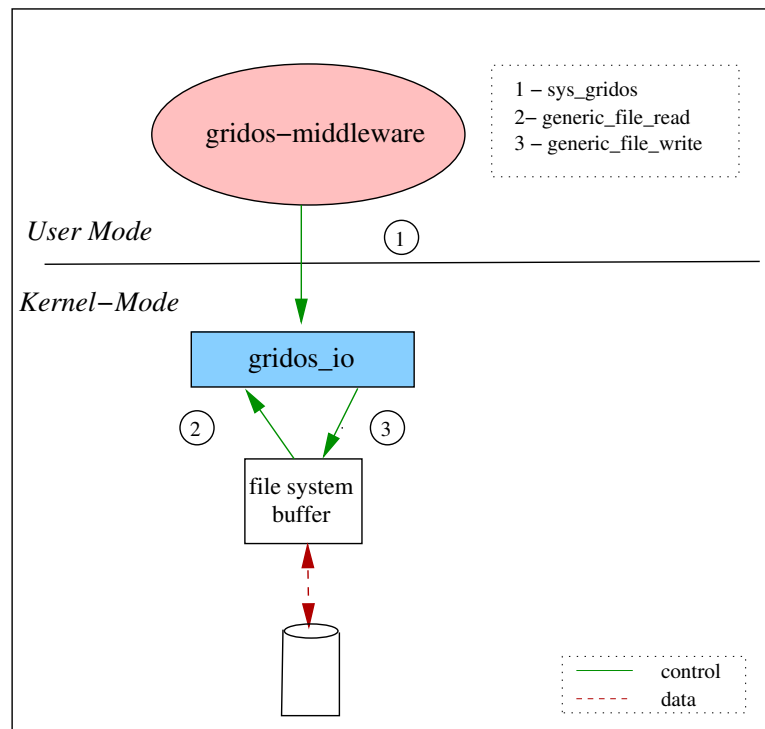 1 − sys_gridos
2− generic_file_read
3 − generic_file_write
gridos−middleware
User Mode
1
Kernel−Mode
gridos_io
2
3
file system
buffer
control
data